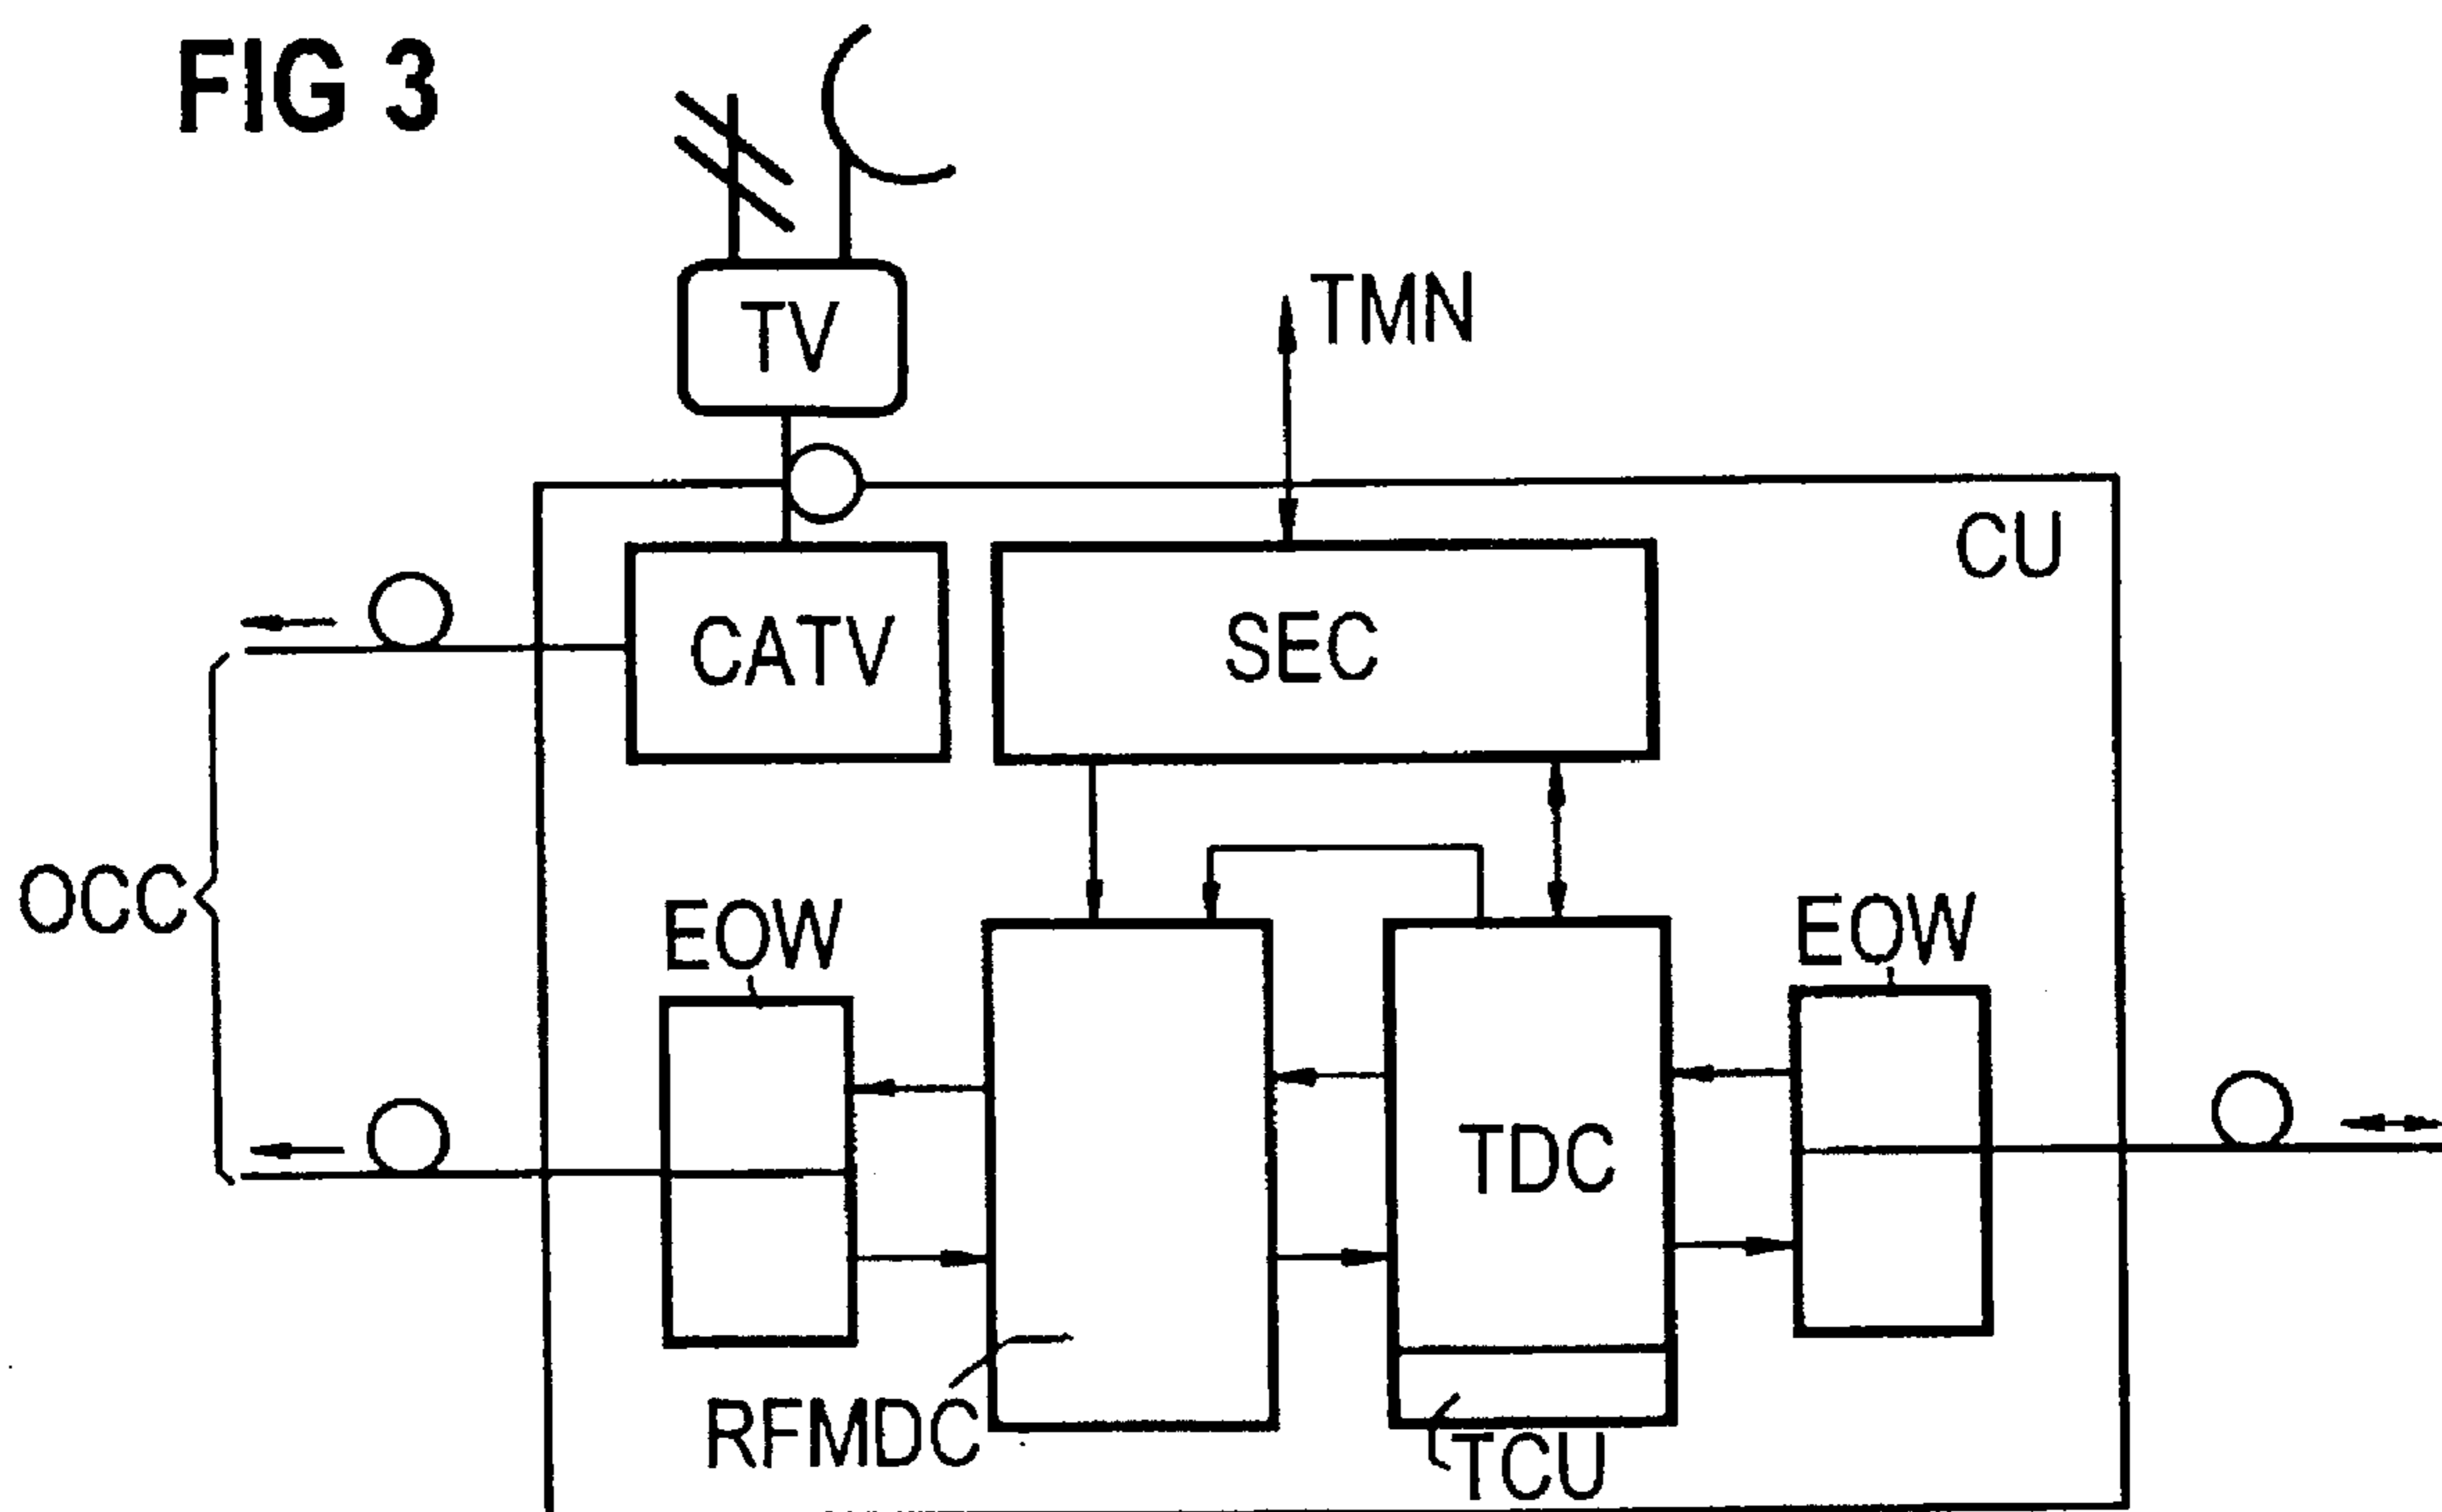 FIG 3
TV
TMN
CU
CATV
SEC
OCC
EOW
EOW
TDC
RFMDC
TCU